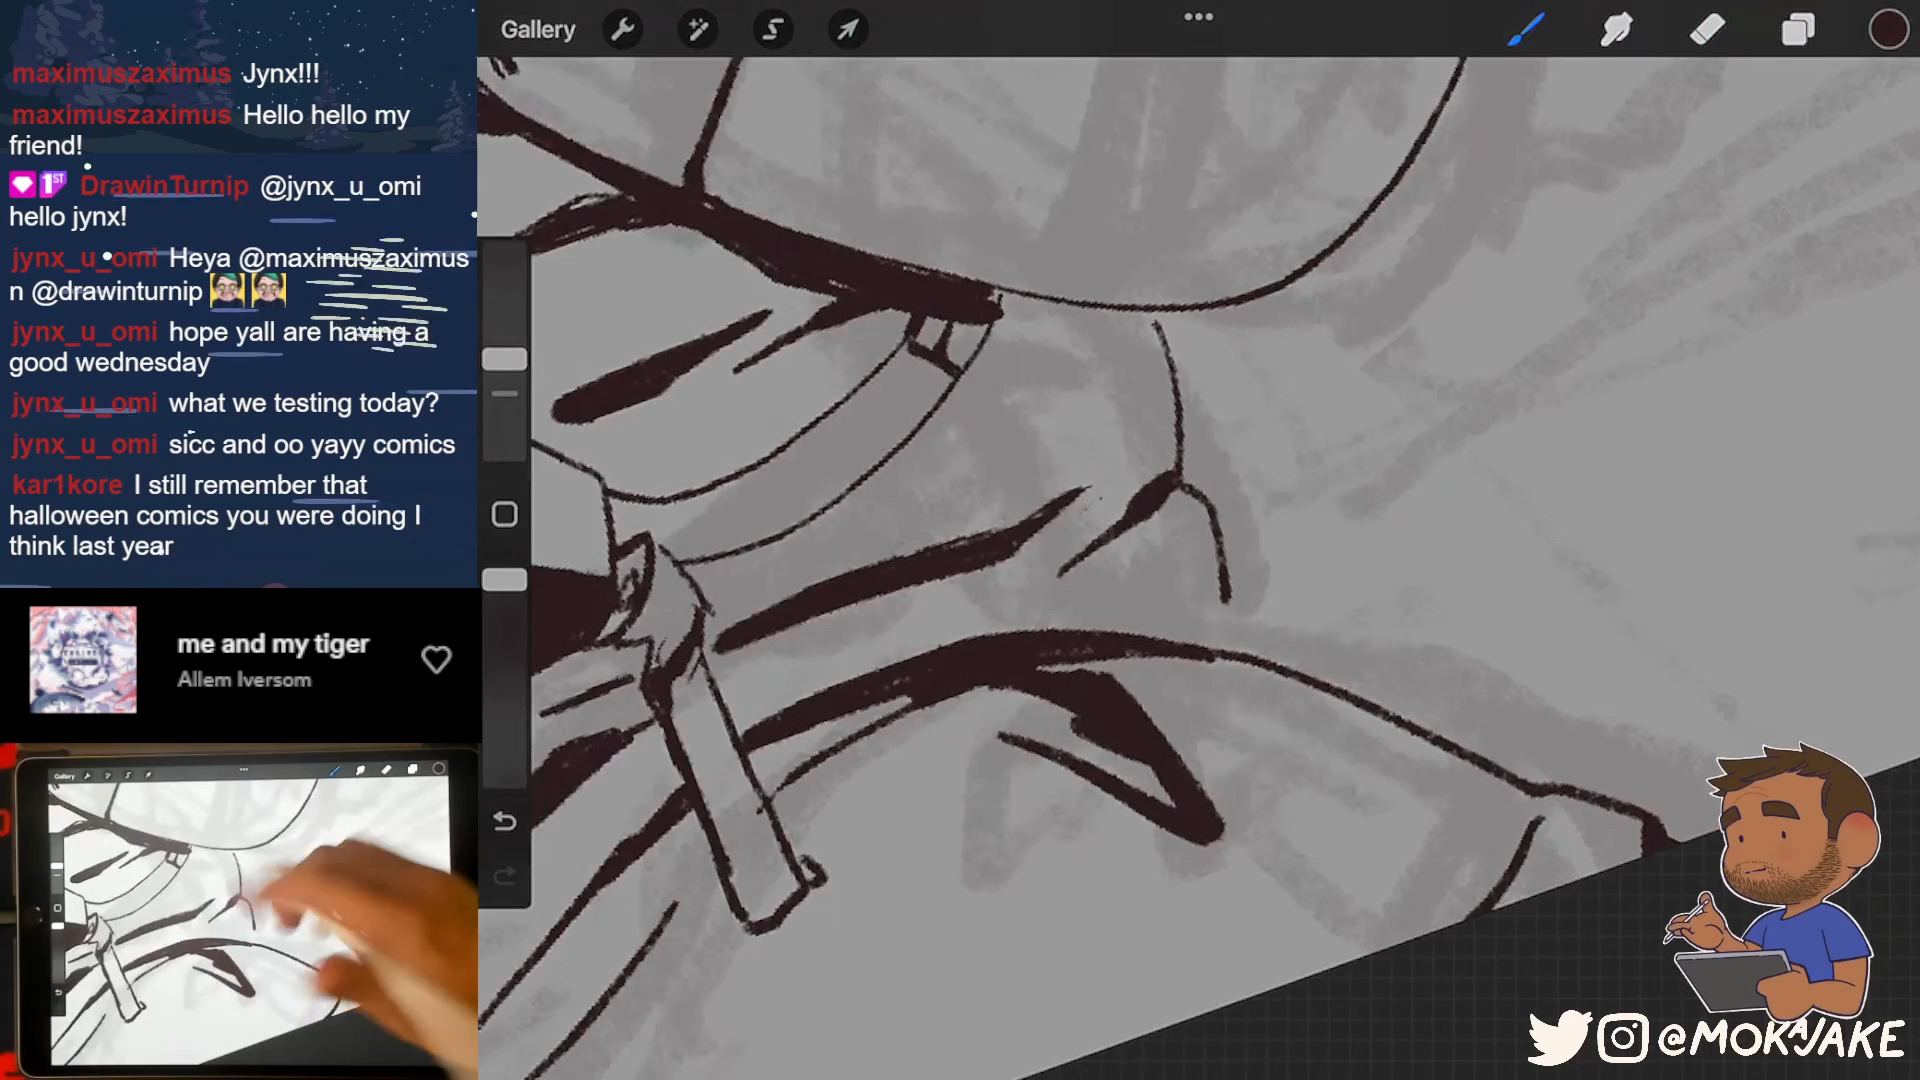 maximuszaximus Jynx!!!
maximuszaximus Hello hello my
friend!
1ST DrawinTurnip @jynx_u_omi
hello jynx!
jynx_u_omi Heya @maximuszaximus
n @drawinturnip
jynx_u_omi hope yall are having a
good wednesday
jynx_u_omi what we testing today?
jynx_u_omi sicc and oo yayy comics
kar1kore I still remember that
halloween comics you were doing I
think last year
me and my tiger
Allem Iversom
Gallery
Gallery
@MOKAJAKE